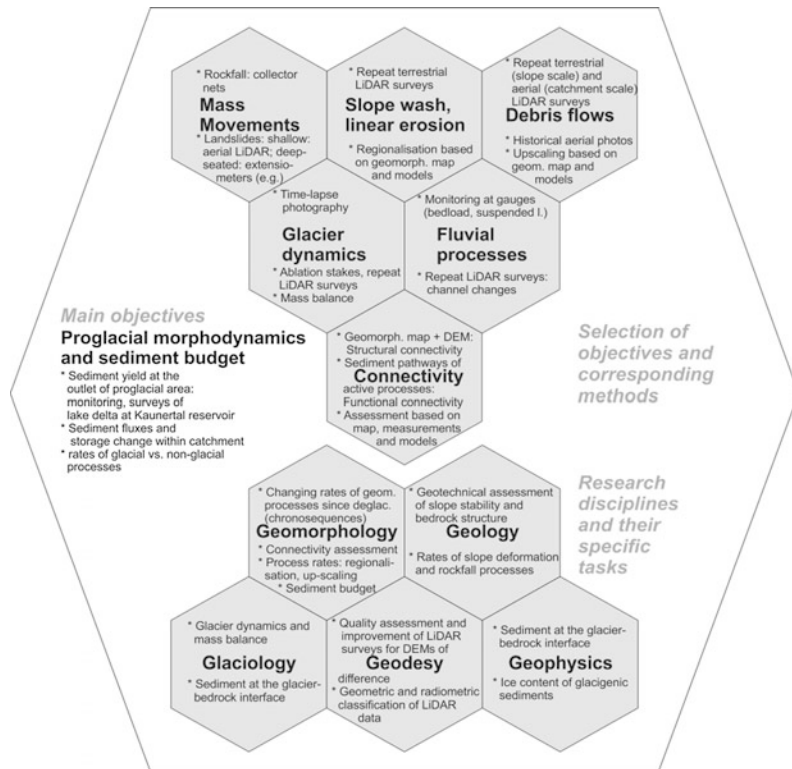 * Rockfall: collector
nets
Mass
Movements
* Landslides: shallow:
aerial LiDAR; deep-
seated: extensio-
meters (e.g.)
* Repeat terrestrial
LiDAR surveys
Slope wash,
linear erosion
* Regionalisation
based on
geomorph. map
and models
* Repeat terrestrial
(slope scale) and
aerial (catchment scale)
LiDAR surveys
Debris flows
* Historical aerial photos
* Upscaling based on
geom. map and
models
* Time-lapse
photography
Glacier
dynamics
* Ablation stakes, repeat
LiDAR surveys
* Mass balance
* Monitoring at gauges
(bedload, suspended l.)
Fluvial
processes
* Repeat LiDAR surveys:
channel changes
Main objectives
Proglacial morphodynamics
and sediment budget
* Sediment yield at the
outlet of proglacial area:
monitoring, surveys of
lake delta at Kaunertal reservoir
* Sediment fluxes and
storage change within catchment
* rates of glacial vs. non-glacial
processes
* Geomorph. map + DEM:
Structural connectivity
* Sediment pathways of
Connectivity
active processes:
Functional connectivity
* Assessment based on
map, measurements
and models
Selection of
objectives and
corresponding
methods
* Changing rates of geom.
processes since deglac.
(chronosequences)
Geomorphology
* Connectivity assessment
* Process rates: regionali-
sation, up-scaling
* Sediment budget
* Geotechnical assessment
of slope stability and
bedrock structure
Geology
* Rates of slope deformation
and rockfall processes
Research
disciplines
and their
specific
tasks
* Glacier dynamics and
mass balance
Glaciology
* Sediment at the glacier-
bedrock interface
* Quality assessment and
improvement of LiDAR
surveys for DEMs of
Geodesy
difference
* Geometric and radiometric
classification of LiDAR
data
* Sediment at the glacier-
bedrock interface
Geophysics
* Ice content of glacigenic
sediments